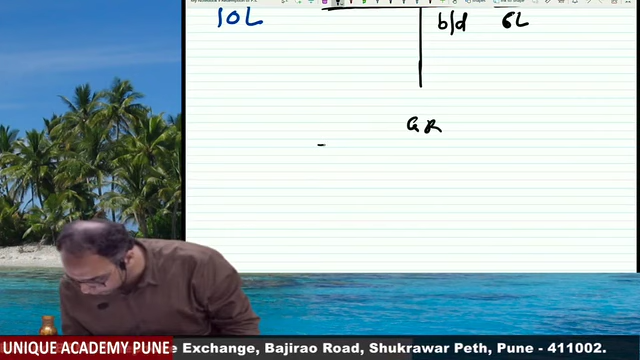 10L
b/d 6L
GR
UNIQUE ACADEMY PUNE
e Exchange, Bajirao Road, Shukrawar Peth, Pune - 411002.